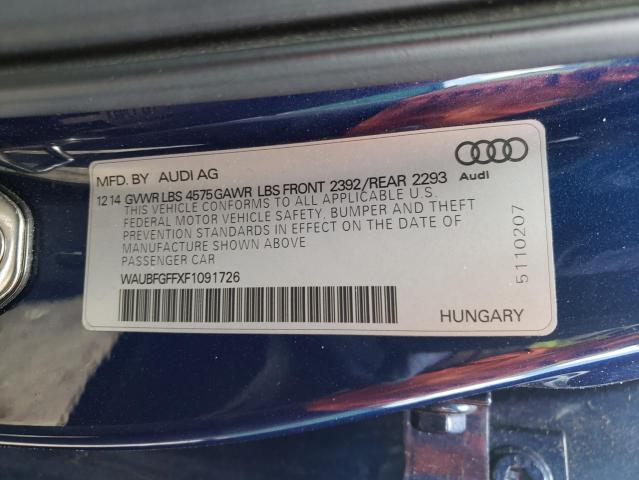 MFD. BY AUDI AG
12 14 GVWR LBS 4575 GAWR LBS FRONT 2392/REAR 2293
THIS VEHICLE CONFORMS TO ALL APPLICABLE U.S.
FEDERAL MOTOR VEHICLE SAFETY, BUMPER AND THEFT
PREVENTION STANDARDS IN EFFECT ON THE DATE OF
MANUFACTURE SHOWN ABOVE
PASSENGER CAR
WAUBFGFFXF1091726
Audi
5110207
HUNGARY